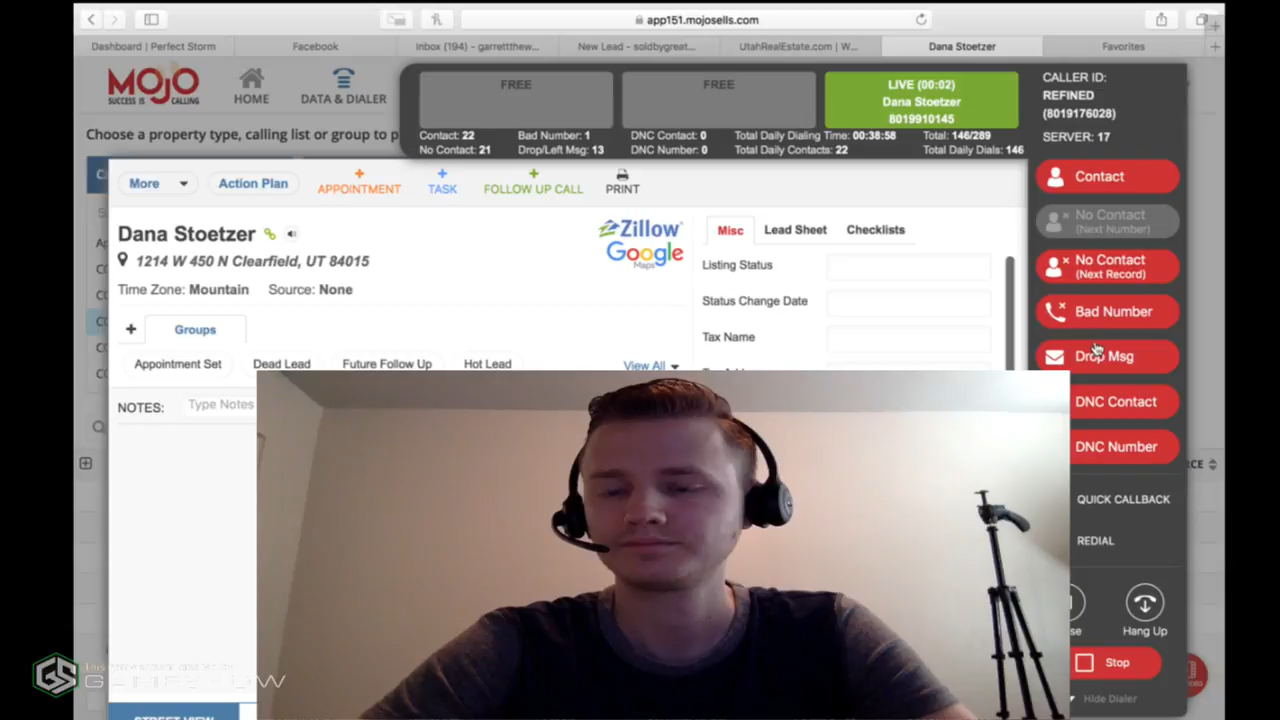 app151.mojosells.com
Dashboard | Perfect Storm
Facebook
Inbox (194) - garrettthew...
New Lead - soldbygreat...
UtahRealEstate.com | W...
Dana Stoetzer
Favorites
MOJO
SUCCESS IS CALLING
HOME
DATA & DIALER
FREE
FREE
LIVE (00:02)
Dana Stoetzer
8019910145
CALLER ID:
REFINED
(8019176028)
SERVER: 17
Contact: 22
Bad Number: 1
DNC Contact: 0
Total Daily Dialing Time: 00:38:58
Total: 146/289
No Contact: 21
Drop/Left Msg: 13
DNC Number: 0
Total Daily Contacts: 22
Total Daily Dials: 146
Choose a property type, calling list or group to p
More
Action Plan
APPOINTMENT
TASK
FOLLOW UP CALL
PRINT
Dana Stoetzer
1214 W 450 N Clearfield, UT 84015
Time Zone: Mountain
Source: None
Zillow
Google
Maps
Groups
Appointment Set
Dead Lead
Future Follow Up
Hot Lead
View All
NOTES:
Type Notes
Misc
Lead Sheet
Checklists
Listing Status
Status Change Date
Tax Name
Contact
No Contact
(Next Number)
No Contact
(Next Record)
Bad Number
Drop Msg
DNC Contact
DNC Number
QUICK CALLBACK
REDIAL
Hang Up
Stop
Hide Dialer
STREET VIEW